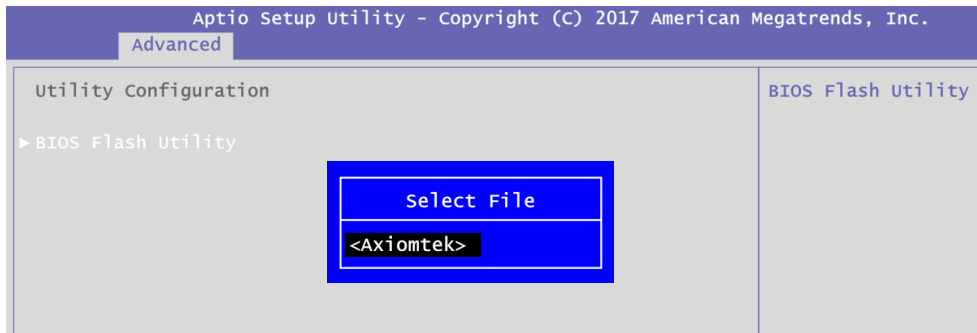 Aptio Setup Utility - Copyright (C) 2017 American Megatrends, Inc.
Advanced
Utility Configuration
BIOS Flash Utility
►BIOS Flash Utility
Select File
<Axiomtek>